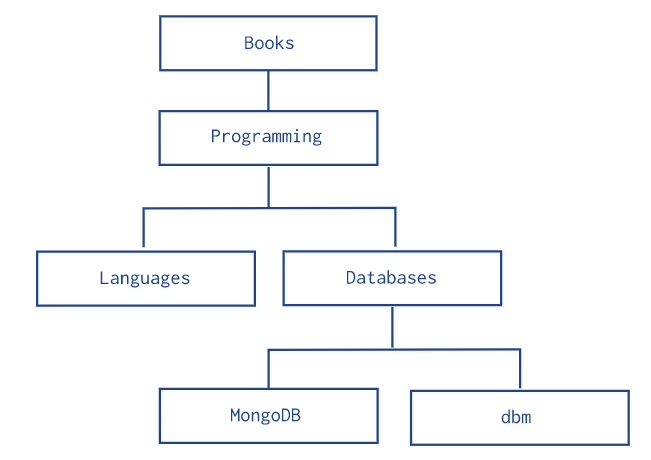 Books
Programming
Languages
Databases
MongoDB
dbm